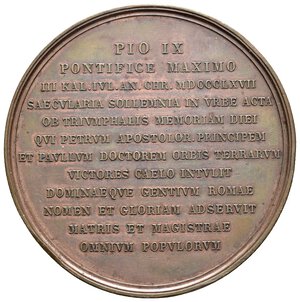 PIO IX
PONTIFICE MAXIMO
III KAL.IVL.AN.CHR.MDCCCLXVII
SAECVLARIA SOLLEMNIA IN VRBE ACTA
OB TRIVMPHALIS MEMORIAM DIEI
QVI PETRVM APOSTOLOR.PRINCIPEM
ET PAVLLVM DOCTOREM ORBIS TERRARVM
VICTORES CAELO INTVLIT
DOMINAEQVE GENTIVM ROMAE
NOMEN ET GLORIAM ADSERVIT
MATRIS ET MAGISTRAE
OMNIVM POPVLORVM